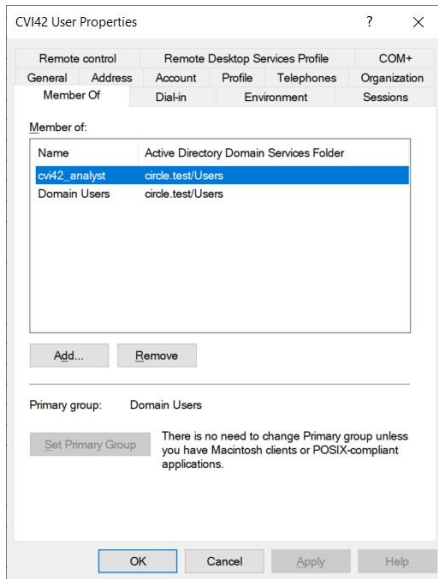 CVI42 User Properties ? ×
Remote control Remote Desktop Services Profile COM+
General Address Account Profile Telephones Organization
Member Of Dial-in Environment Sessions
Member of:
Name Active Directory Domain Services Folder
cvi42_analyst circle.test/Users
Domain Users circle.test/Users
Add... Remove
Primary group: Domain Users
Set Primary Group There is no need to change Primary group unless
you have Macintosh clients or POSIX-compliant
applications.
OK Cancel Apply Help